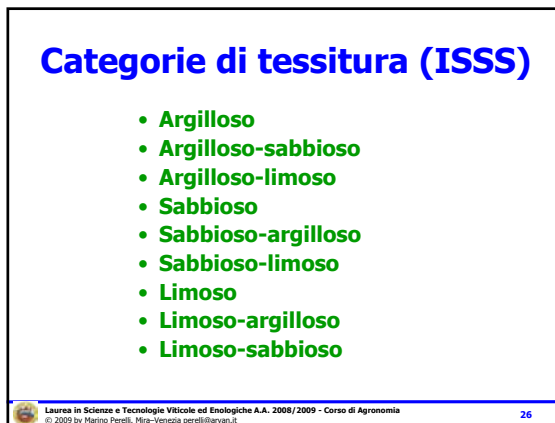 Categorie di tessitura (ISSS)
• Argilloso
• Argilloso-sabbioso
• Argilloso-limoso
• Sabbioso
• Sabbioso-argilloso
• Sabbioso-limoso
• Limoso
• Limoso-argilloso
• Limoso-sabbioso
Laurea in Scienze e Tecnologie Viticole ed Enologiche A.A. 2008/2009 - Corso di Agronomia
© 2009 by Marino Perelli, Mira–Venezia perelli@arvan.it
26